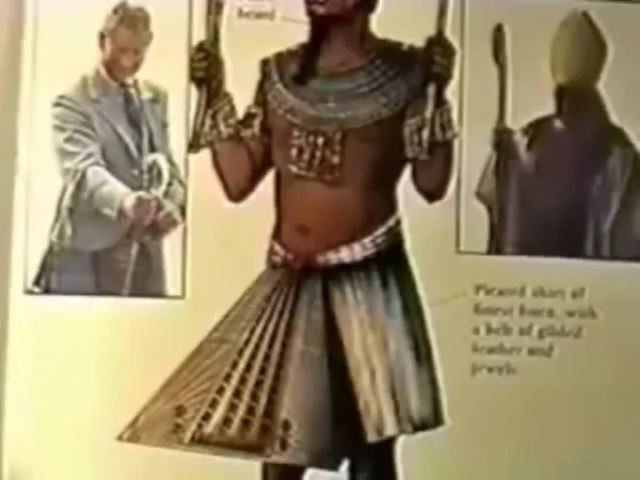 beard
Pleated skirt of
finest linen, with
a belt of gilded
leather and
jewels